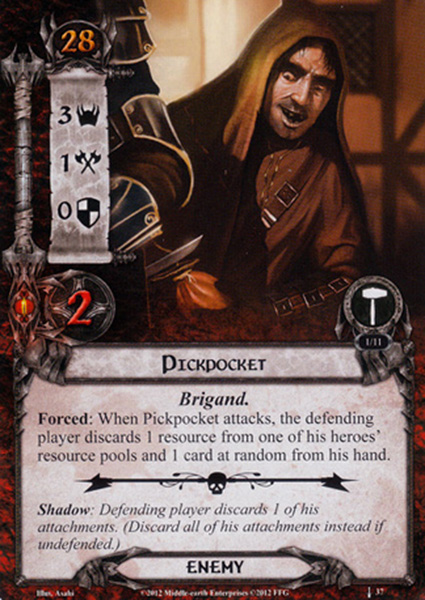 28
3
1
0
2
1/11
Pickpocket
Brigand.
Forced: When Pickpocket attacks, the defending
player discards 1 resource from one of his heroes'
resource pools and 1 card at random from his hand.
Shadow: Defending player discards 1 of his
attachments. (Discard all of his attachments instead if
undefended.)
ENEMY
Illus. Asahi
©2012 Middle-earth Enterprises ©2012 FFG
37